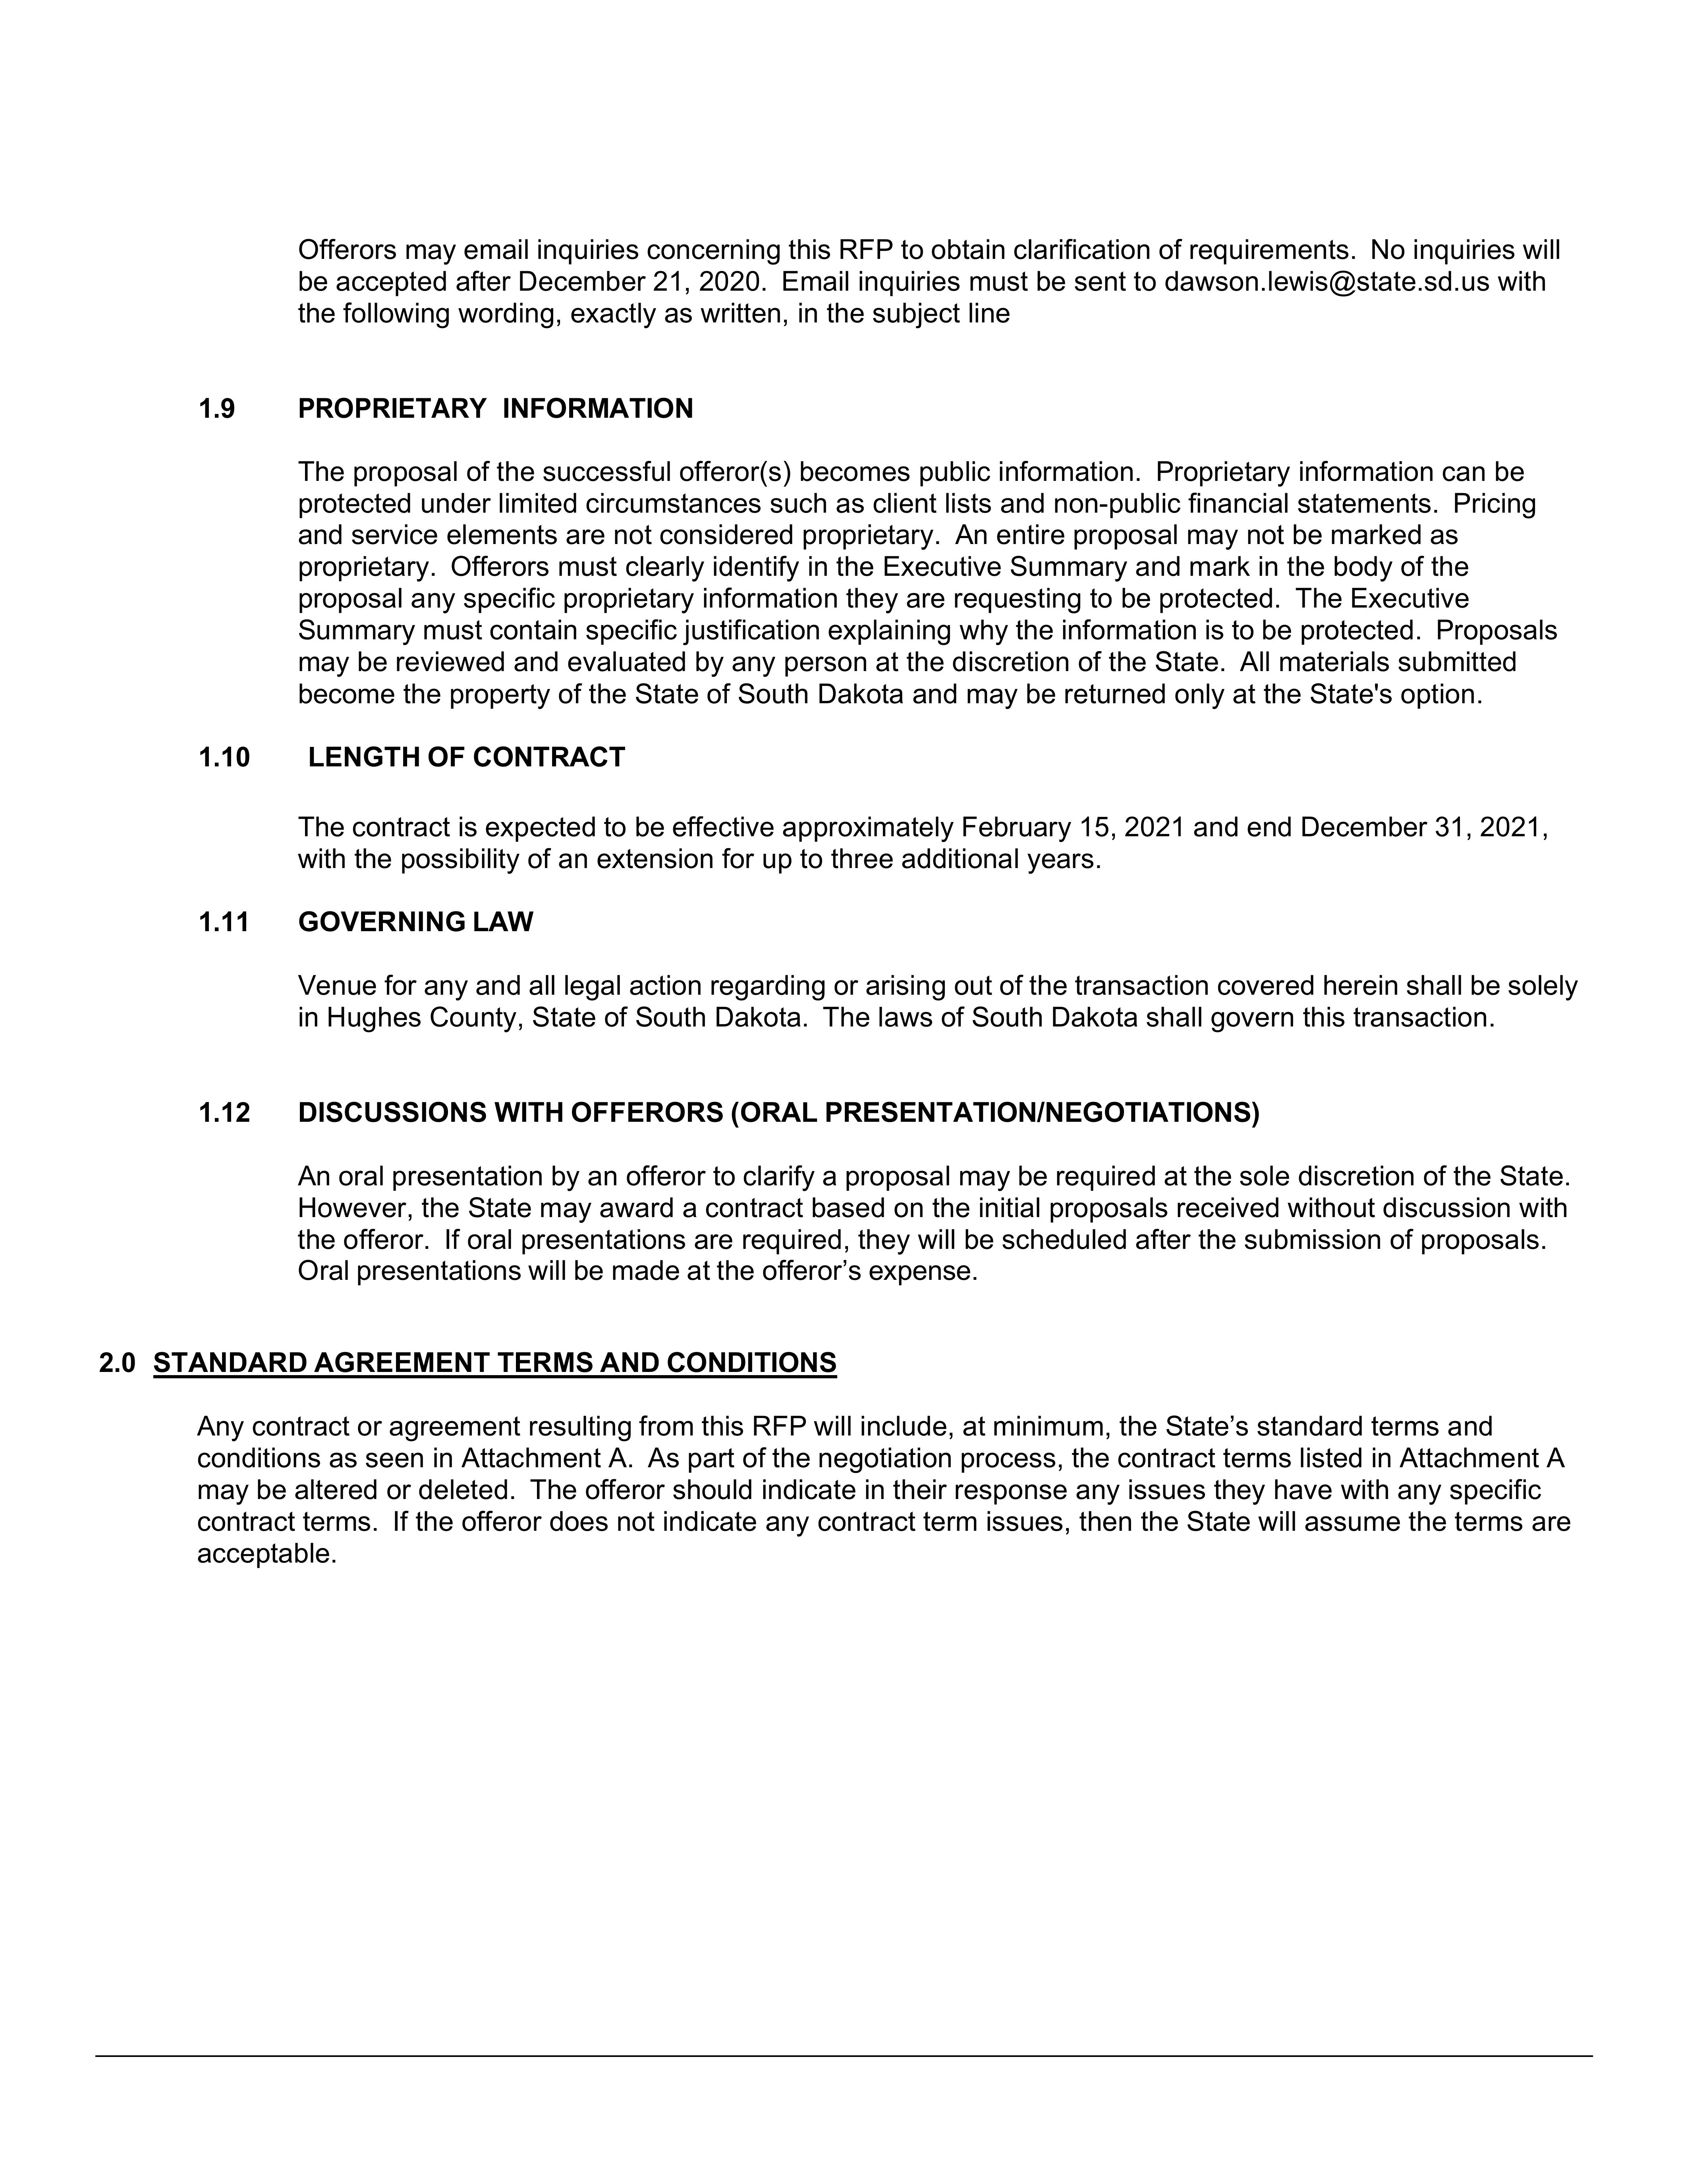 Offerors may email inquiries concerning this RFP to obtain clarification of requirements.  No inquiries will
be accepted after December 21, 2020.  Email inquiries must be sent to dawson.lewis@state.sd.us with
the following wording, exactly as written, in the subject line
1.9 PROPRIETARY INFORMATION
The proposal of the successful offeror(s) becomes public information.  Proprietary information can be
protected under limited circumstances such as client lists and non-public financial statements.  Pricing
and service elements are not considered proprietary.  An entire proposal may not be marked as
proprietary.  Offerors must clearly identify in the Executive Summary and mark in the body of the
proposal any specific proprietary information they are requesting to be protected.  The Executive
Summary must contain specific justification explaining why the information is to be protected.  Proposals
may be reviewed and evaluated by any person at the discretion of the State.  All materials submitted
become the property of the State of South Dakota and may be returned only at the State's option.
1.10 LENGTH OF CONTRACT
The contract is expected to be effective approximately February 15, 2021 and end December 31, 2021,
with the possibility of an extension for up to three additional years.
1.11 GOVERNING LAW
Venue for any and all legal action regarding or arising out of the transaction covered herein shall be solely
in Hughes County, State of South Dakota.  The laws of South Dakota shall govern this transaction.
1.12 DISCUSSIONS WITH OFFERORS (ORAL PRESENTATION/NEGOTIATIONS)
An oral presentation by an offeror to clarify a proposal may be required at the sole discretion of the State.
However, the State may award a contract based on the initial proposals received without discussion with
the offeror.  If oral presentations are required, they will be scheduled after the submission of proposals.
Oral presentations will be made at the offeror’s expense.
2.0 STANDARD AGREEMENT TERMS AND CONDITIONS
Any contract or agreement resulting from this RFP will include, at minimum, the State’s standard terms and
conditions as seen in Attachment A.  As part of the negotiation process, the contract terms listed in Attachment A
may be altered or deleted.  The offeror should indicate in their response any issues they have with any specific
contract terms.  If the offeror does not indicate any contract term issues, then the State will assume the terms are
acceptable.